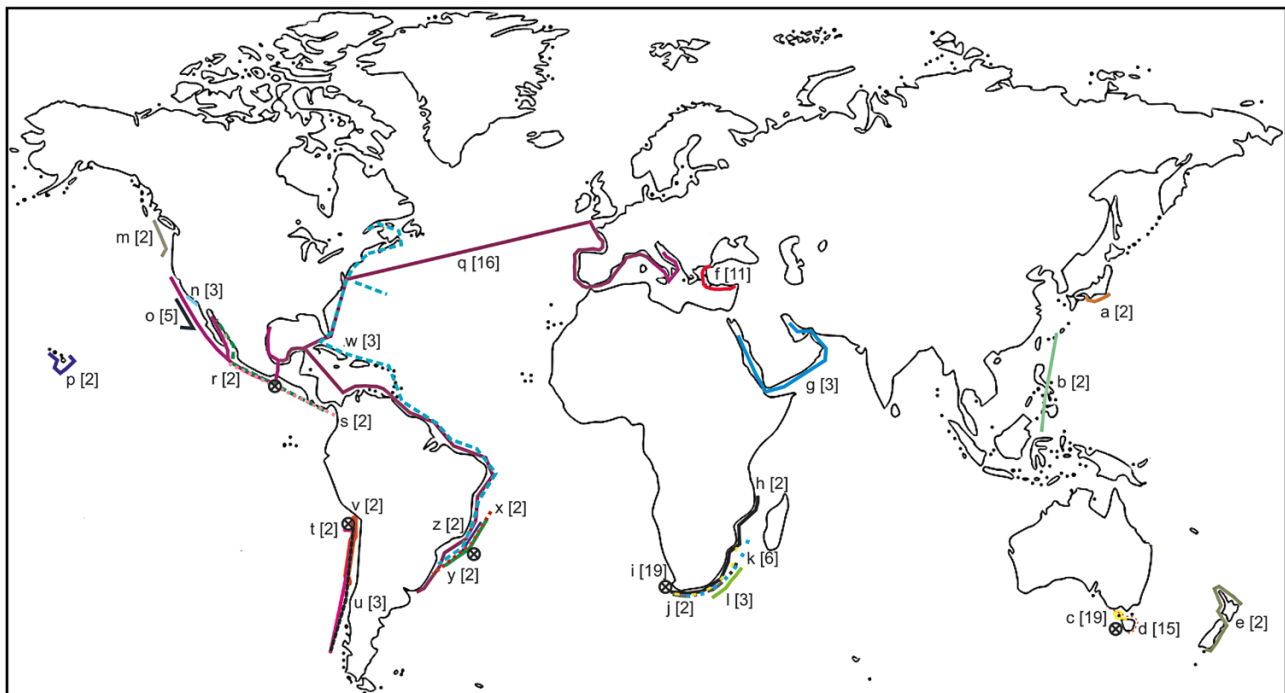 m [2]
q [16]
f [11]
n [3]
o [5]
a [2]
w [3]
p [2]
r [2]
g [3]
b [2]
s [2]
h [2]
v [2]
x [2]
t [2]
z [2]
k [6]
y [2]
i [19]
j [2]
l [3]
u [3]
c [19]
d [15]
e [2]